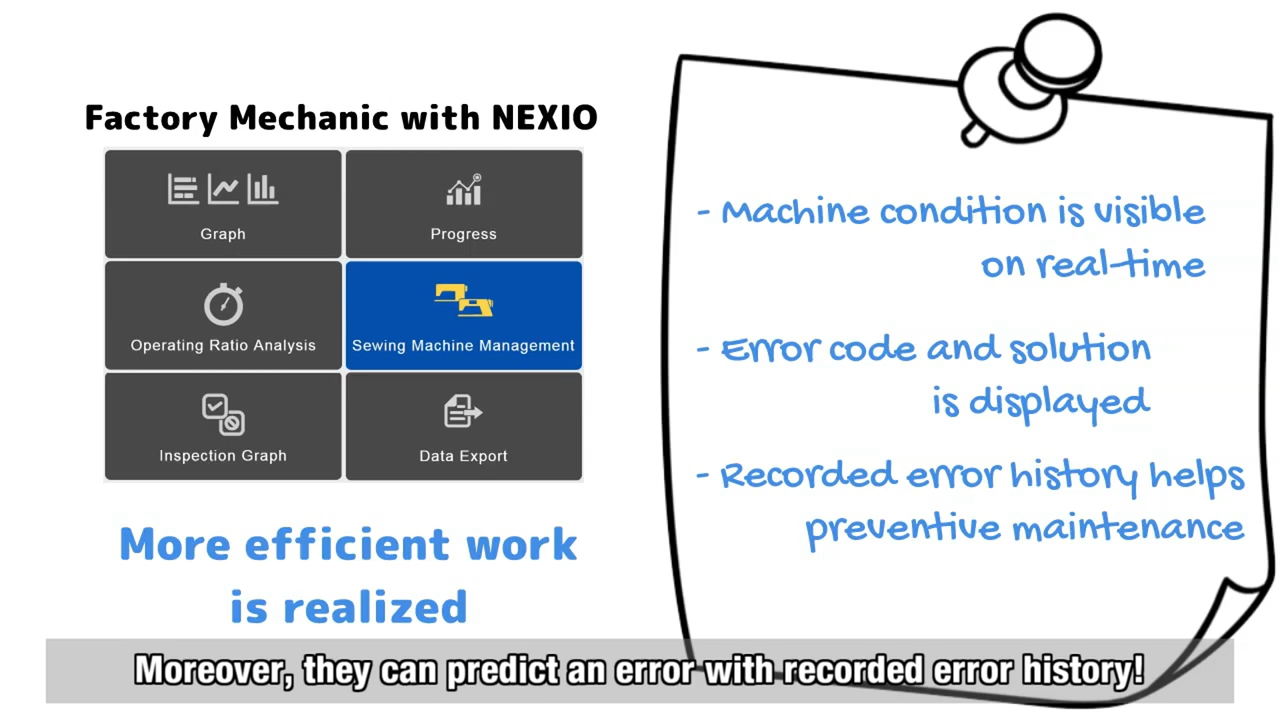 Factory Mechanic with NEXIO
Graph
Progress
Operating Ratio Analysis
Sewing Machine Management
Inspection Graph
Data Export
More efficient work
is realized
- Machine condition is visible
on real-time
- Error code and solution
is displayed
- Recorded error history helps
preventive maintenance
Moreover, they can predict an error with recorded error history!